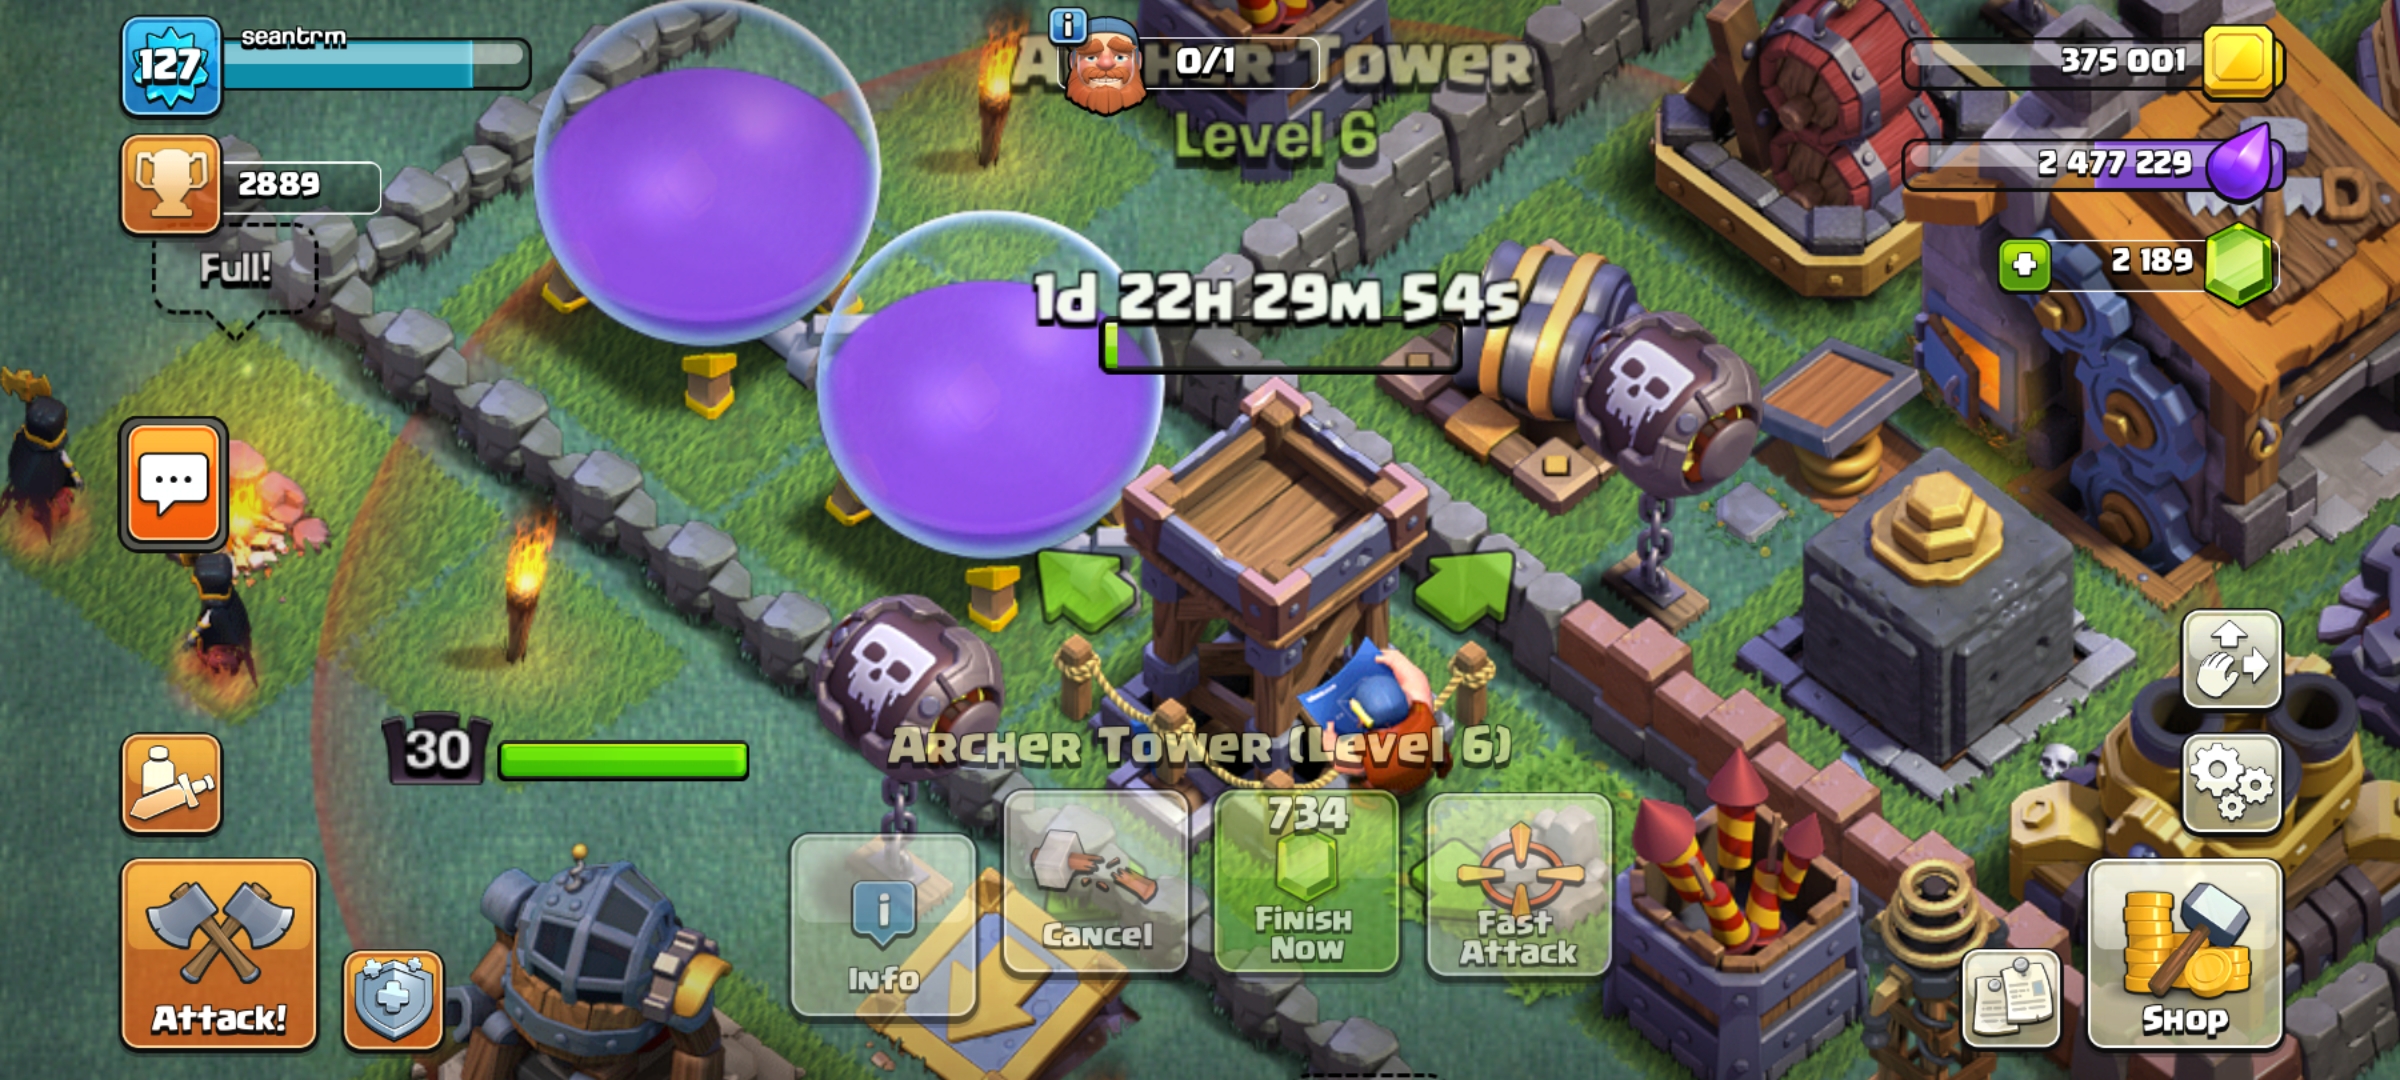 127
seantrm
0/1
Archer Tower
Level 6
375 001
2889
2 477 229
Full!
2 189
1d 22H 29M 54s
30
Archer Tower (Level 6)
734
Info
Cancel
Finish
Now
Fast
Attack
Attack!
Shop